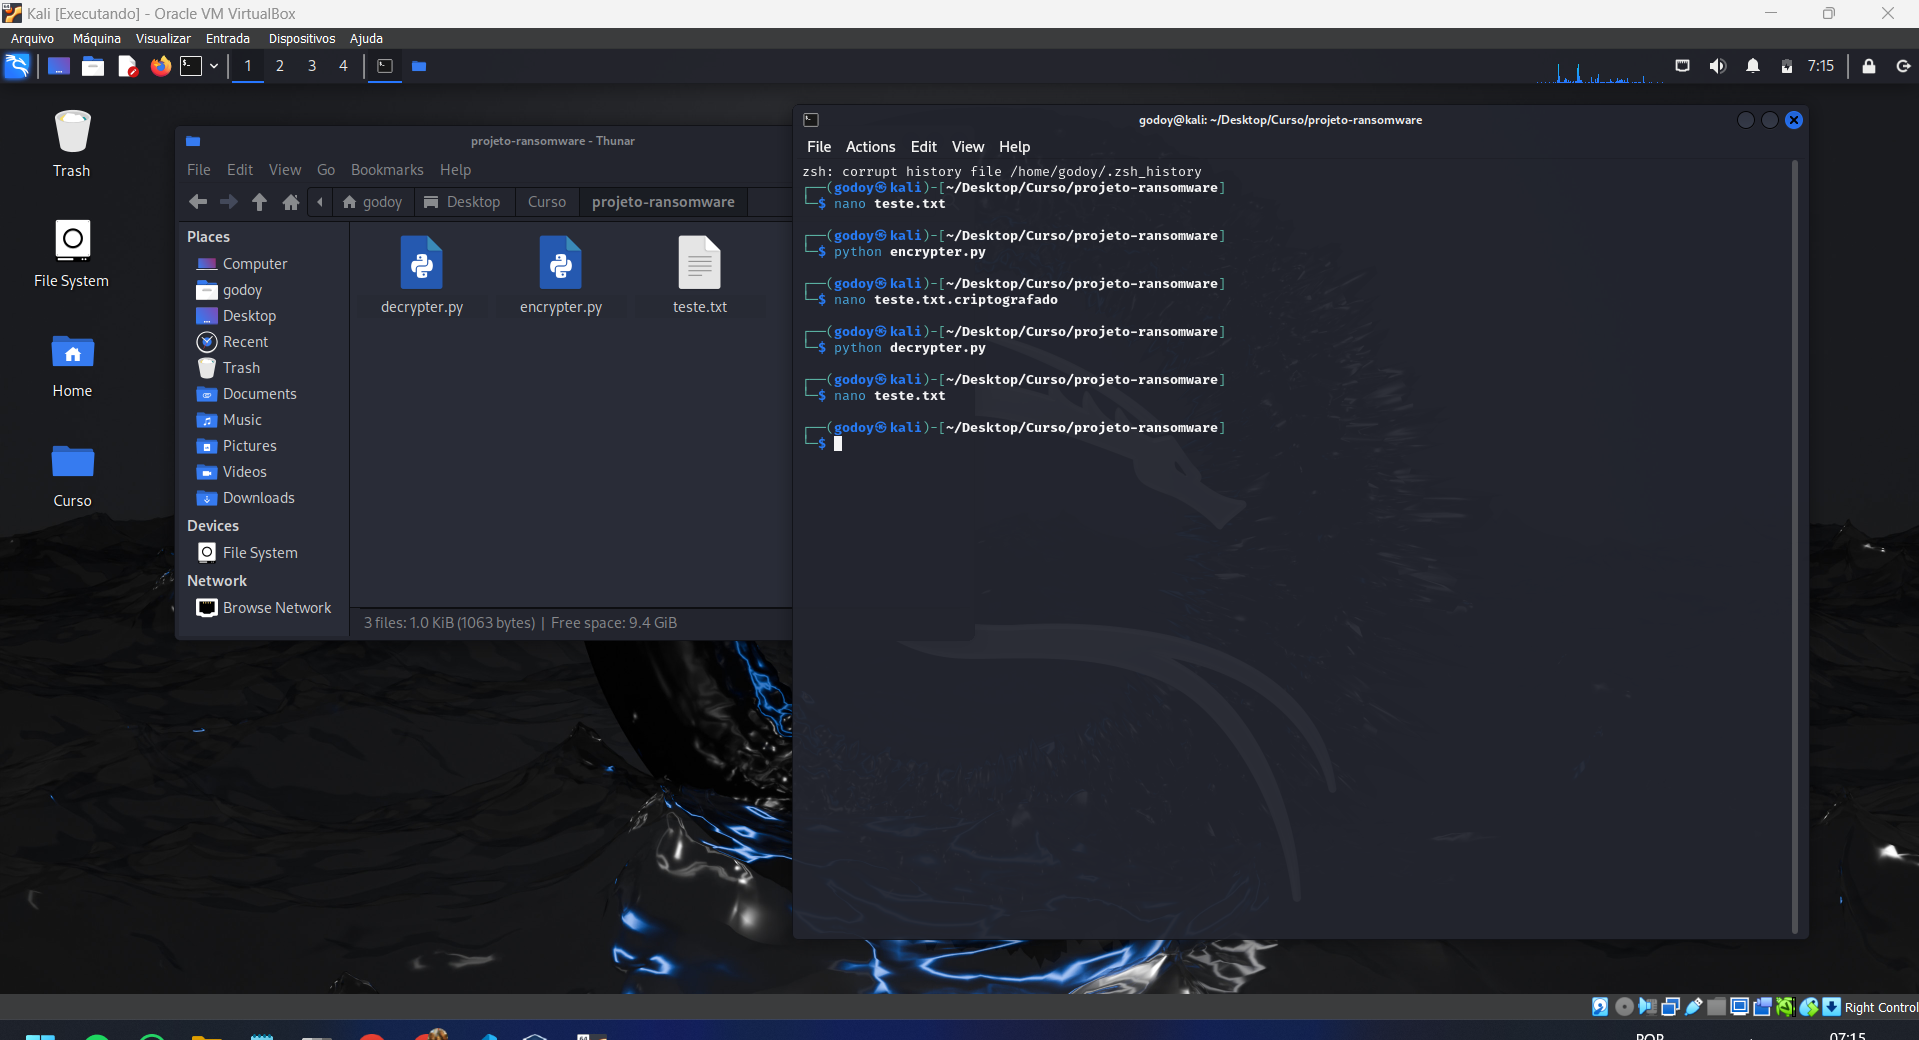 Kali [Executando] - Oracle VM VirtualBox
Arquivo Máquina Visualizar Entrada Dispositivos Ajuda
1 2 3 4
7:15
Trash
File System
Home
Curso
projeto-ransomware - Thunar
File Edit View Go Bookmarks Help
godoy Desktop Curso projeto-ransomware
Places
Computer
godoy
Desktop
Recent
Trash
Documents
Music
Pictures
Videos
Downloads
Devices
File System
Network
Browse Network
decrypter.py encrypter.py teste.txt
3 files: 1.0 KiB (1063 bytes) | Free space: 9.4 GiB
godoy@kali: ~/Desktop/Curso/projeto-ransomware
File Actions Edit View Help
zsh: corrupt history file /home/godoy/.zsh_history
┌──(godoy㉿kali)-[~/Desktop/Curso/projeto-ransomware]
└─$ nano teste.txt
┌──(godoy㉿kali)-[~/Desktop/Curso/projeto-ransomware]
└─$ python encrypter.py
┌──(godoy㉿kali)-[~/Desktop/Curso/projeto-ransomware]
└─$ nano teste.txt.criptografado
┌──(godoy㉿kali)-[~/Desktop/Curso/projeto-ransomware]
└─$ python decrypter.py
┌──(godoy㉿kali)-[~/Desktop/Curso/projeto-ransomware]
└─$ nano teste.txt
┌──(godoy㉿kali)-[~/Desktop/Curso/projeto-ransomware]
└─$
Right Control
POR
07:15